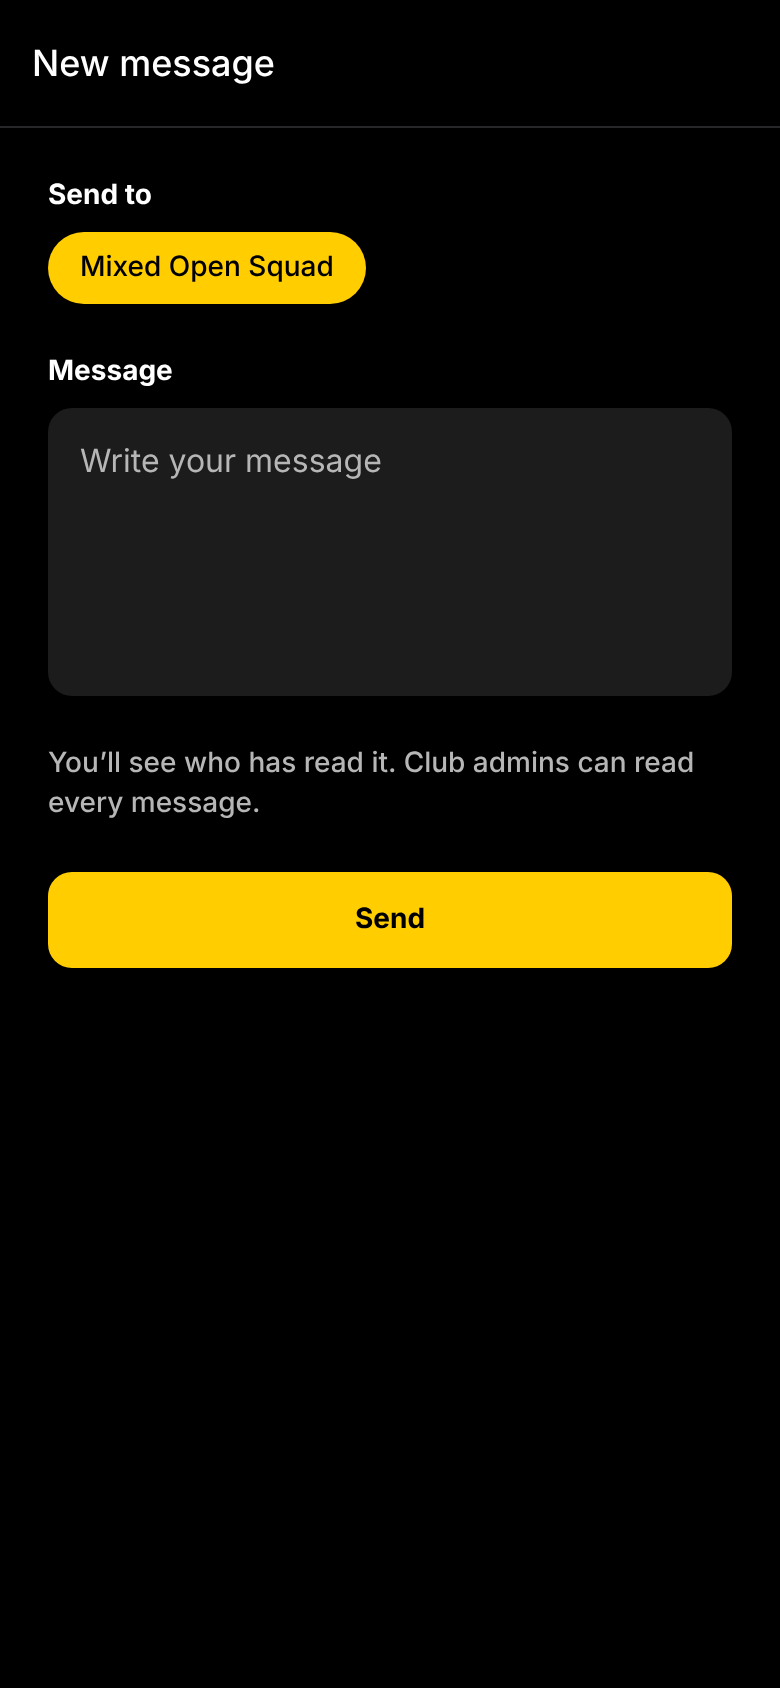 New message
Send to
Mixed Open Squad
Message
Write your message
You’ll see who has read it. Club admins can read
every message.
Send